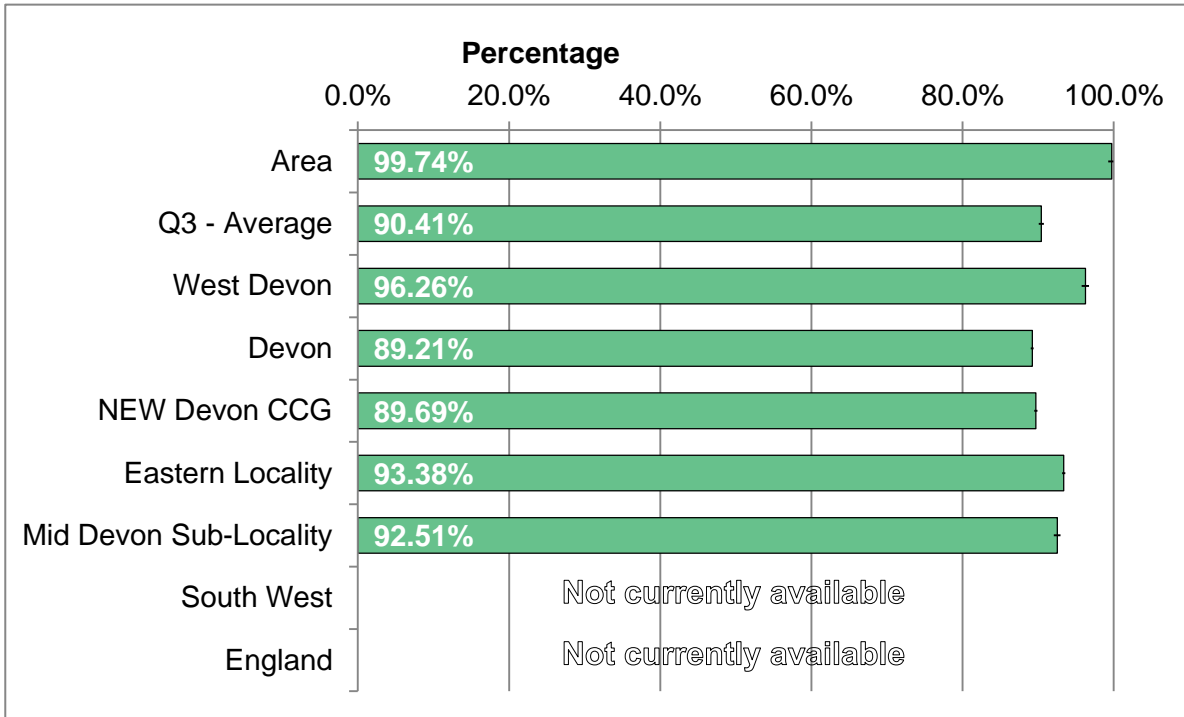 Percentage
0.0% 20.0% 40.0% 60.0% 80.0% 100.0%
Area 99.74%
Q3 - Average 90.41%
West Devon 96.26%
Devon 89.21%
NEW Devon CCG 89.69%
Eastern Locality 93.38%
Mid Devon Sub-Locality 92.51%
South West Not currently available
England Not currently available